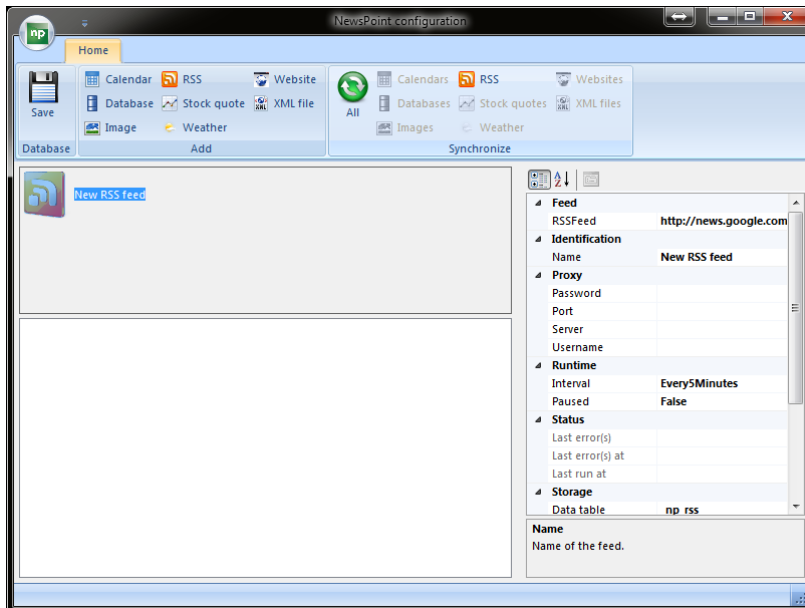 NewsPoint configuration
np
Home
Save
Database
Calendar RSS Website
Database Stock quote XML file
Image Weather
Add
All
Calendars RSS Websites
Databases Stock quotes XML files
Images Weather
Synchronize
New RSS feed
Feed
RSSFeed http://news.google.com
Identification
Name New RSS feed
Proxy
Password
Port
Server
Username
Runtime
Interval Every5Minutes
Paused False
Status
Last error(s)
Last error(s) at
Last run at
Storage
Data table np_rss
Name
Name of the feed.